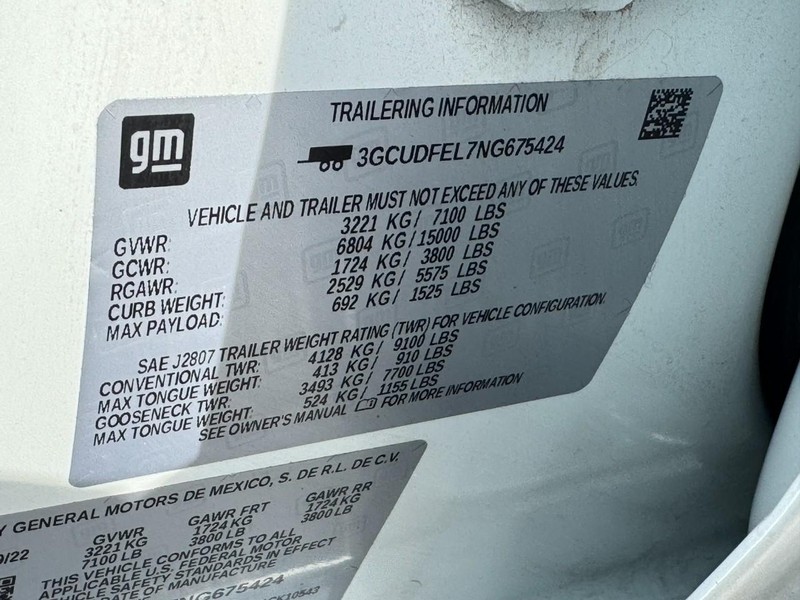 gm
TRAILERING INFORMATION
3GCUDFEL7NG675424
VEHICLE AND TRAILER MUST NOT EXCEED ANY OF THESE VALUES.
GVWR: 3221 KG/ 7100 LBS
GCWR: 6804 KG/15000 LBS
RGAWR: 1724 KG/ 3800 LBS
CURB WEIGHT: 2529 KG/ 5575 LBS
MAX PAYLOAD: 692 KG/ 1525 LBS
SAE J2807 TRAILER WEIGHT RATING (TWR) FOR VEHICLE CONFIGURATION.
CONVENTIONAL TWR: 4128 KG/ 9100 LBS
MAX TONGUE WEIGHT: 413 KG/ 910 LBS
GOOSENECK TWR: 3493 KG/ 7700 LBS
MAX TONGUE WEIGHT: 524 KG/ 1155 LBS
SEE OWNER'S MANUAL FOR MORE INFORMATION
Y GENERAL MOTORS DE MEXICO, S. DE R.L. DE C.V.
GVWR GAWR FRT GAWR RR
9/22 3221 KG 1724 KG 1724 KG
7100 LB 3800 LB 3800 LB
THIS VEHICLE CONFORMS TO ALL
APPLICABLE U.S. FEDERAL MOTOR
VEHICLE SAFETY STANDARDS IN EFFECT
DATE OF MANUFACTURE
7NG675424
CK10543